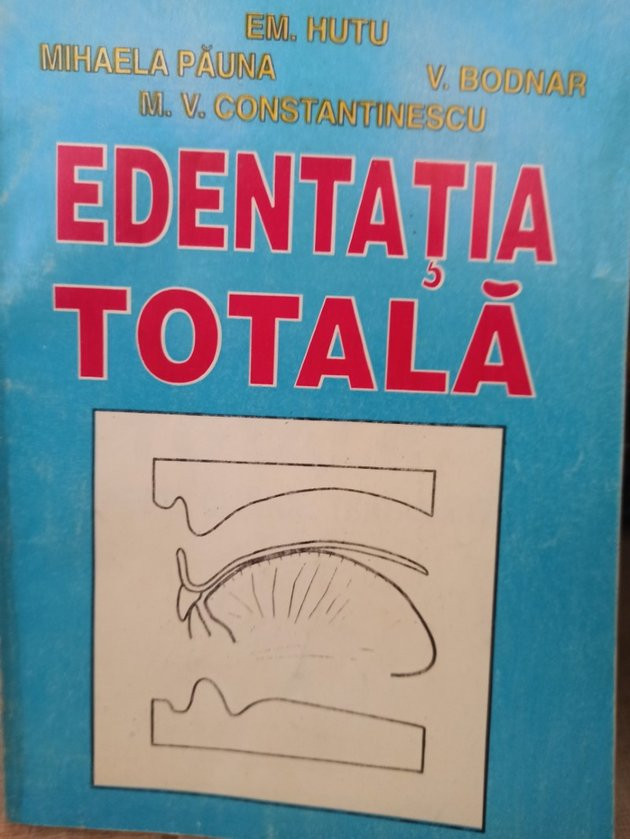 EM. HUTU
MIHAELA PĂUNA V. BODNAR
M. V. CONSTANTINESCU
EDENTAȚIA
TOTALĂ